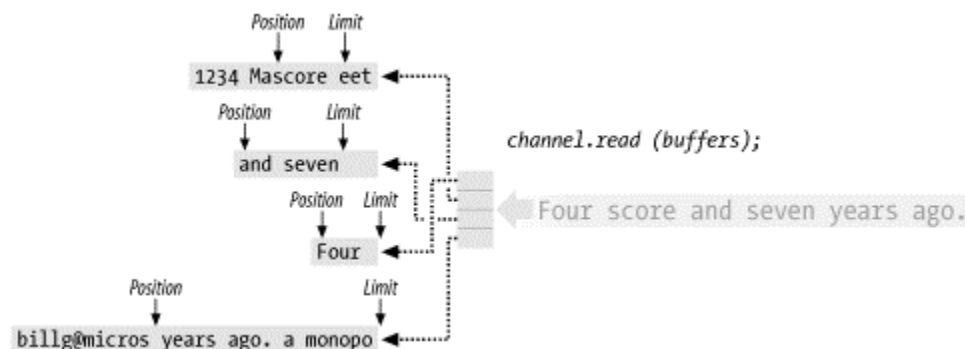 Position Limit
1234 Mascore eet
Position Limit
channel.read (buffers);
and seven
Position Limit
Four score and seven years ago.
Four
Position Limit
billg@micros years ago. a monopo